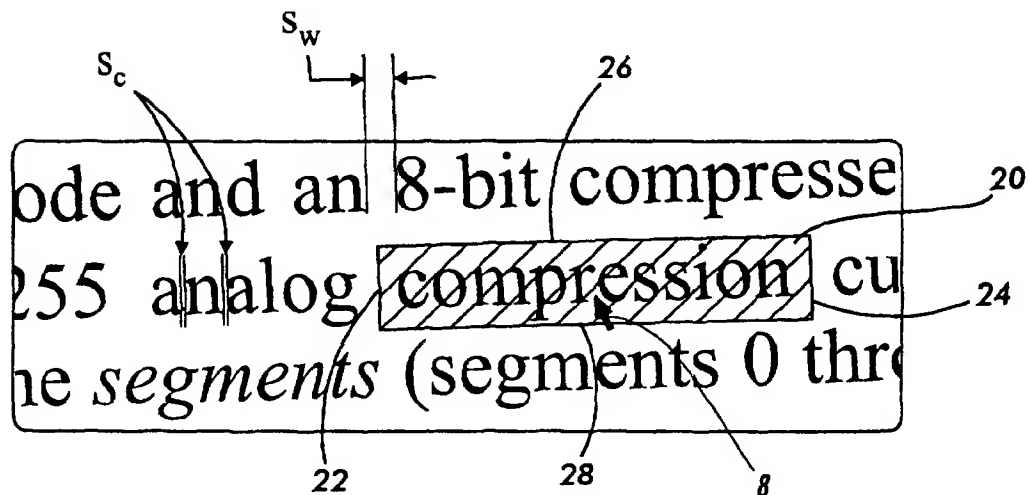 S_w
S_c
26
ode and an 8-bit compresse
20
255 analog compression cu
24
ne segments (segments 0 thr
22
28
8